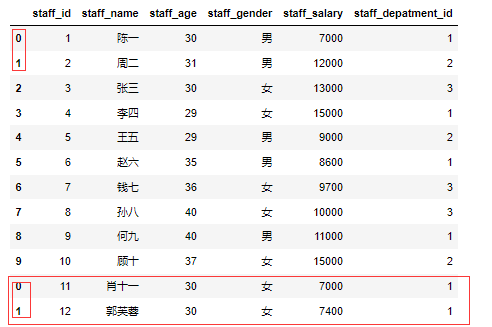 staff_id staff_name staff_age staff_gender staff_salary staff_depatment_id
0 1 陈一 30 男 7000 1
1 2 周二 31 男 12000 2
2 3 张三 30 女 13000 3
3 4 李四 29 女 15000 1
4 5 王五 29 男 9000 2
5 6 赵六 35 男 8600 1
6 7 钱七 36 女 9700 3
7 8 孙八 40 女 10000 3
8 9 何九 40 男 11000 1
9 10 顾十 37 女 15000 2
0 11 肖十一 30 女 7000 1
1 12 郭芙蓉 30 女 7400 1